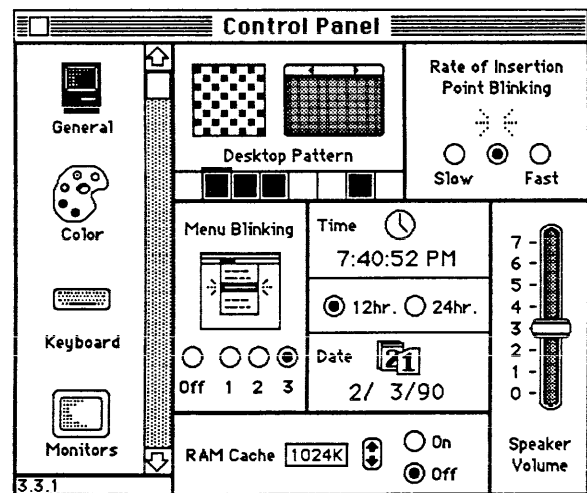 Control Panel
General
Color
Keyboard
Monitors
3.3.1
Desktop Pattern
Rate of Insertion
Point Blinking
Slow Fast
Menu Blinking
Off 1 2 3
Time
7:40:52 PM
12hr. 24hr.
Date
21
2/ 3/90
7
6
5
4
3
2
1
0
Speaker
Volume
RAM Cache 1024K On
Off